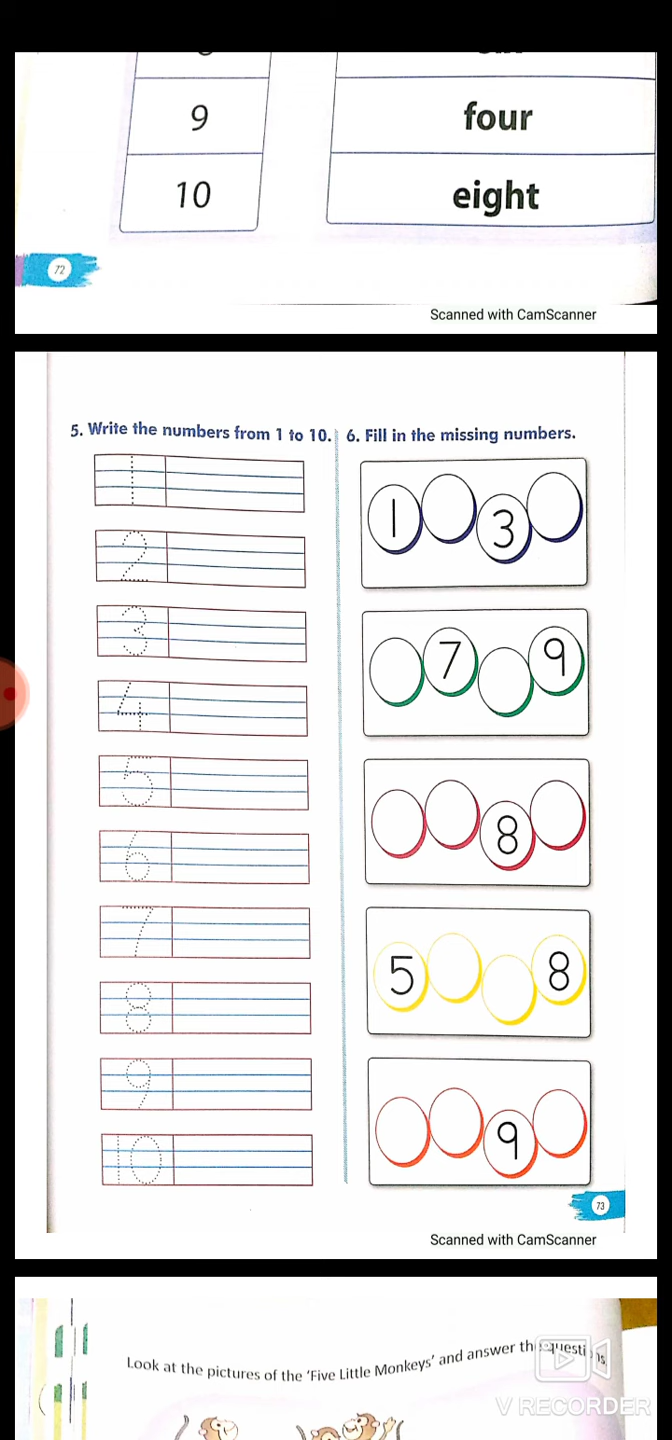 9
four
10
eight
72
Scanned with CamScanner
5. Write the numbers from 1 to 10.
1
2
3
4
5
6
7
8
9
10
6. Fill in the missing numbers.
1 3
7 9
8
5 8
9
73
Scanned with CamScanner
Look at the pictures of the 'Five Little Monkeys' and answer the questions
V RECORDER